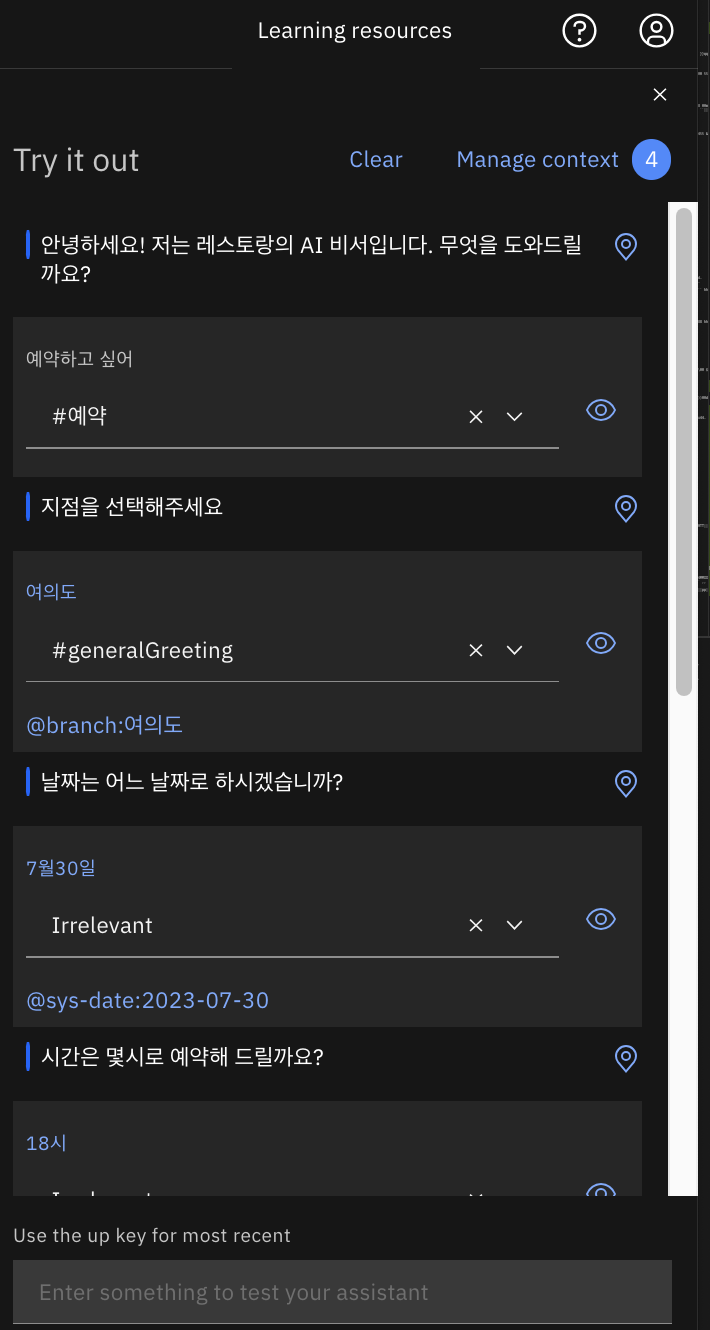 Learning resources
Try it out
Clear
Manage context
4
안녕하세요! 저는 레스토랑의 AI 비서입니다. 무엇을 도와드릴
까요?
예약하고 싶어
#예약
지점을 선택해주세요
여의도
#generalGreeting
@branch:여의도
날짜는 어느 날짜로 하시겠습니까?
7월30일
Irrelevant
@sys-date:2023-07-30
시간은 몇시로 예약해 드릴까요?
18시
Use the up key for most recent
Enter something to test your assistant